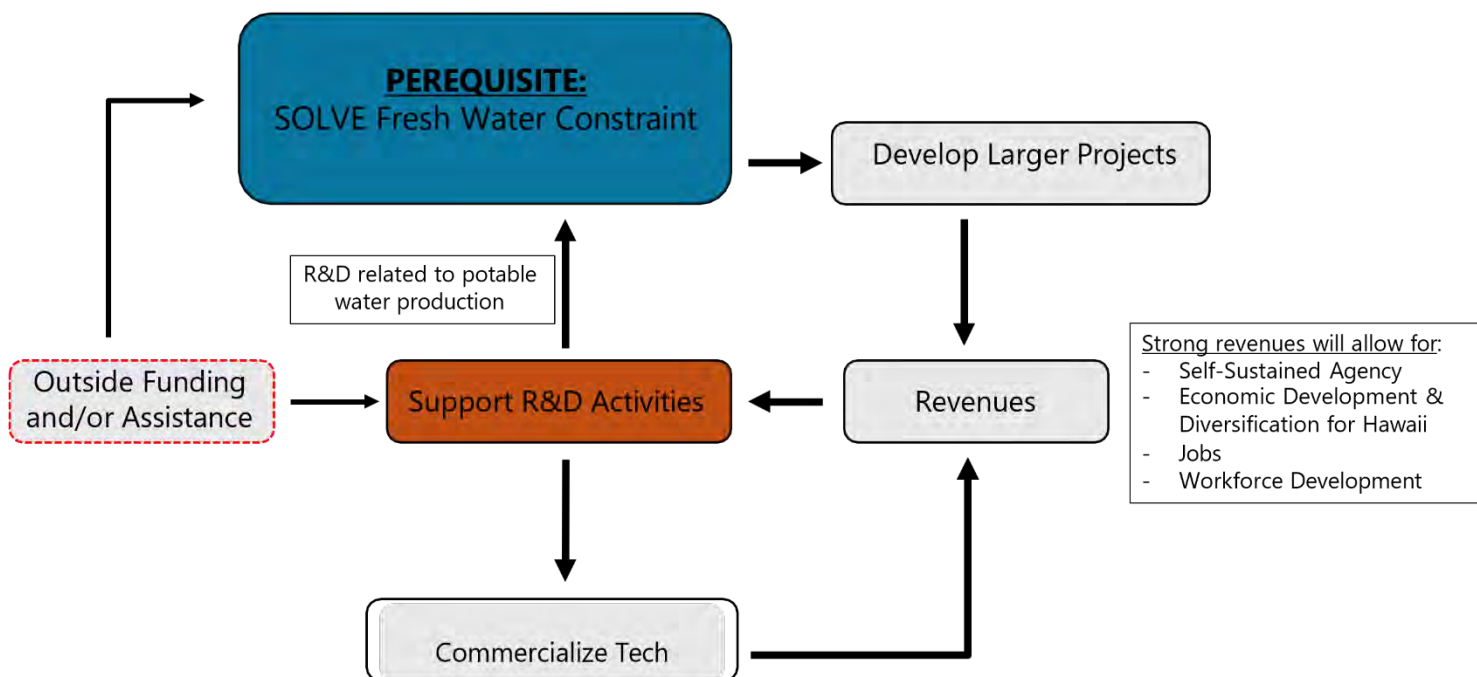 PEREQUISITE:
SOLVE Fresh Water Constraint
Develop Larger Projects
R&D related to potable
water production
Outside Funding
and/or Assistance
Support R&D Activities
Revenues
Strong revenues will allow for:
- Self-Sustained Agency
- Economic Development &
Diversification for Hawaii
- Jobs
- Workforce Development
Commercialize Tech